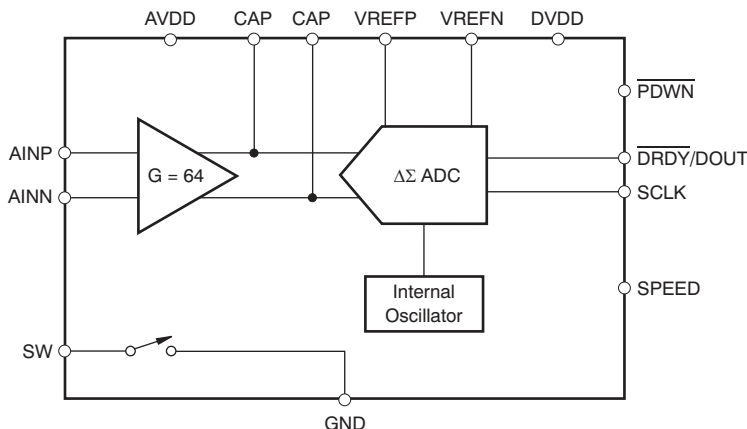 AVDD CAP CAP VREFP VREFN DVDD
PDWN
AINP
DRDY/DOUT
G = 64
ΔΣ ADC
AINN
SCLK
Internal
Oscillator
SPEED
SW
GND